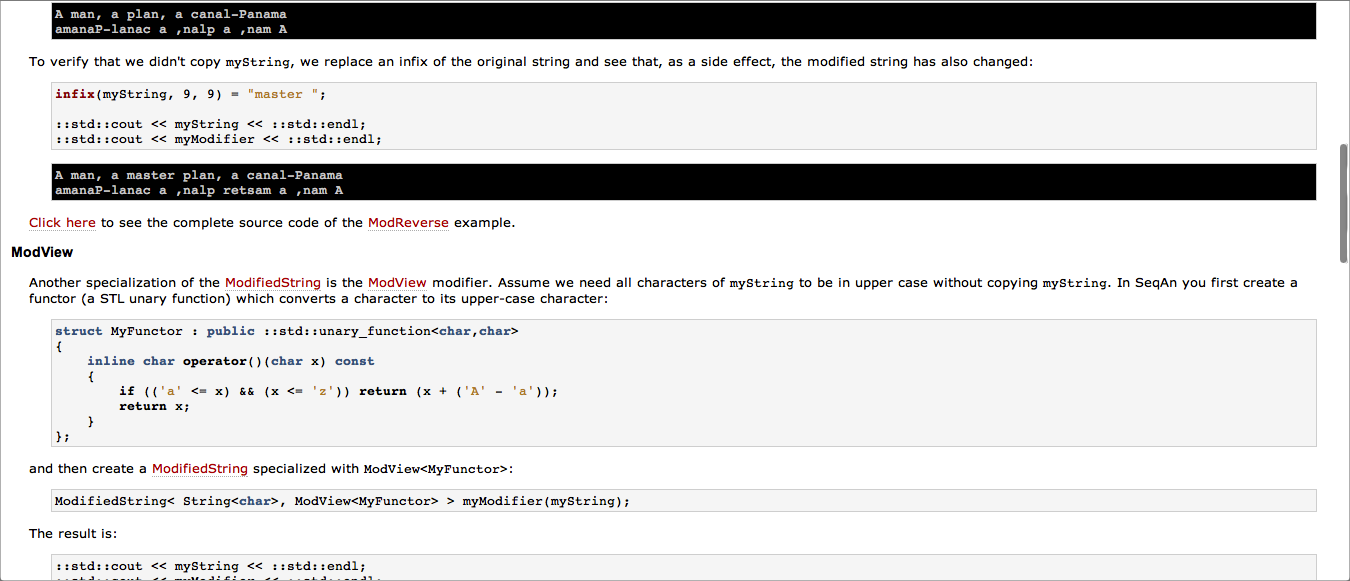 A man, a plan, a canal-Panama
amanaP-lanac a ,nalp a ,nam A
To verify that we didn't copy myString, we replace an infix of the original string and see that, as a side effect, the modified string has also changed:
infix(myString, 9, 9) = "master ";
::std::cout << myString << ::std::endl;
::std::cout << myModifier << ::std::endl;
A man, a master plan, a canal-Panama
amanaP-lanac a ,nalp retsam a ,nam A
Click here to see the complete source code of the ModReverse example.
ModView
Another specialization of the ModifiedString is the ModView modifier. Assume we need all characters of myString to be in upper case without copying myString. In SeqAn you first create a
functor (a STL unary function) which converts a character to its upper-case character:
struct MyFunctor : public ::std::unary_function<char,char>
{
    inline char operator()(char x) const
    {
        if (('a' <= x) && (x <= 'z')) return (x + ('A' - 'a'));
        return x;
    }
};
and then create a ModifiedString specialized with ModView<MyFunctor>:
ModifiedString< String<char>, ModView<MyFunctor> > myModifier(myString);
The result is:
::std::cout << myString << ::std::endl;
::std::cout << myModifier << ::std::endl;